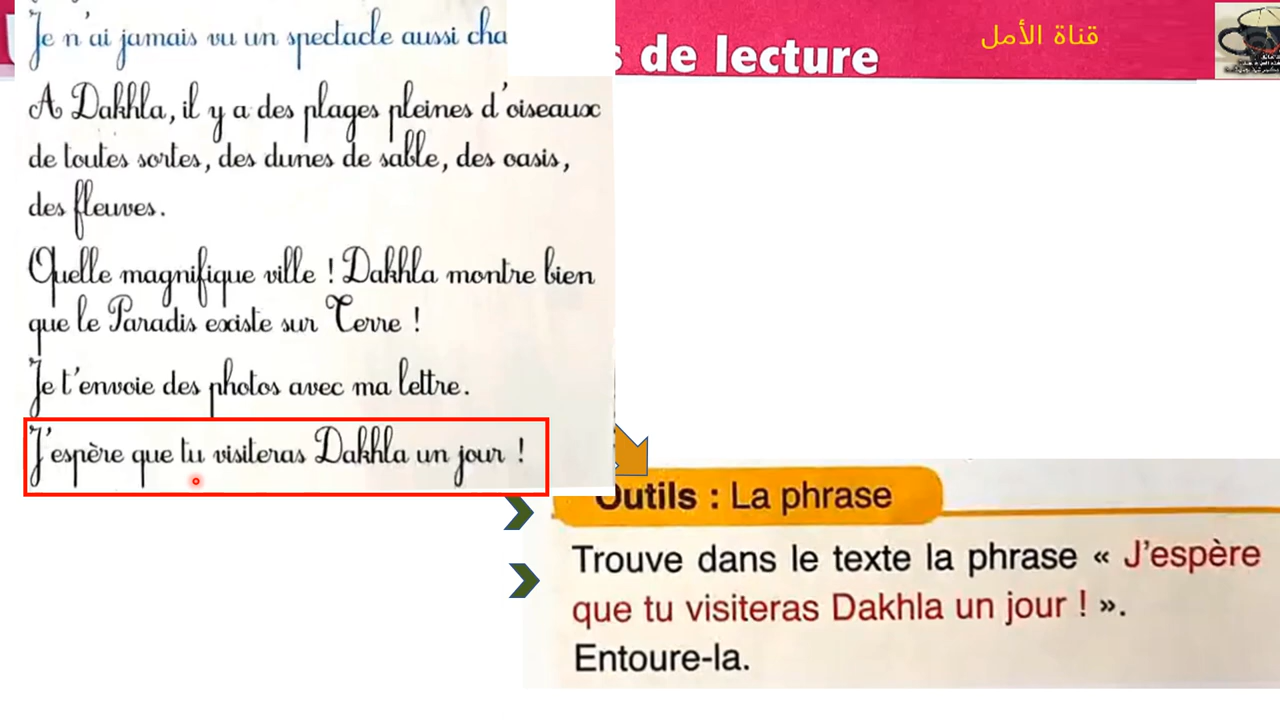 Je n'ai jamais vu un spectacle aussi cha
de lecture
قناة الأمل
A Dakhla, il y a des plages pleines d'oiseaux
de toutes sortes, des dunes de sable, des oasis,
des fleuves.
Quelle magnifique ville ! Dakhla montre bien
que le Paradis existe sur Terre !
Je t'envoie des photos avec ma lettre.
J'espère que tu visiteras Dakhla un jour !
Outils : La phrase
Trouve dans le texte la phrase « J'espère
que tu visiteras Dakhla un jour ! ».
Entoure-la.